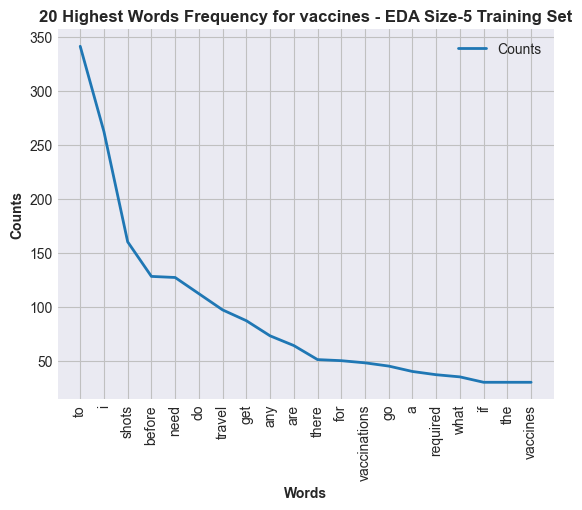 20 Highest Words Frequency for vaccines - EDA Size-5 Training Set
Counts
350
300
250
200
150
100
50
Counts
to
i
shots
before
need
do
travel
get
any
are
there
for
vaccinations
go
a
required
what
if
the
vaccines
Words